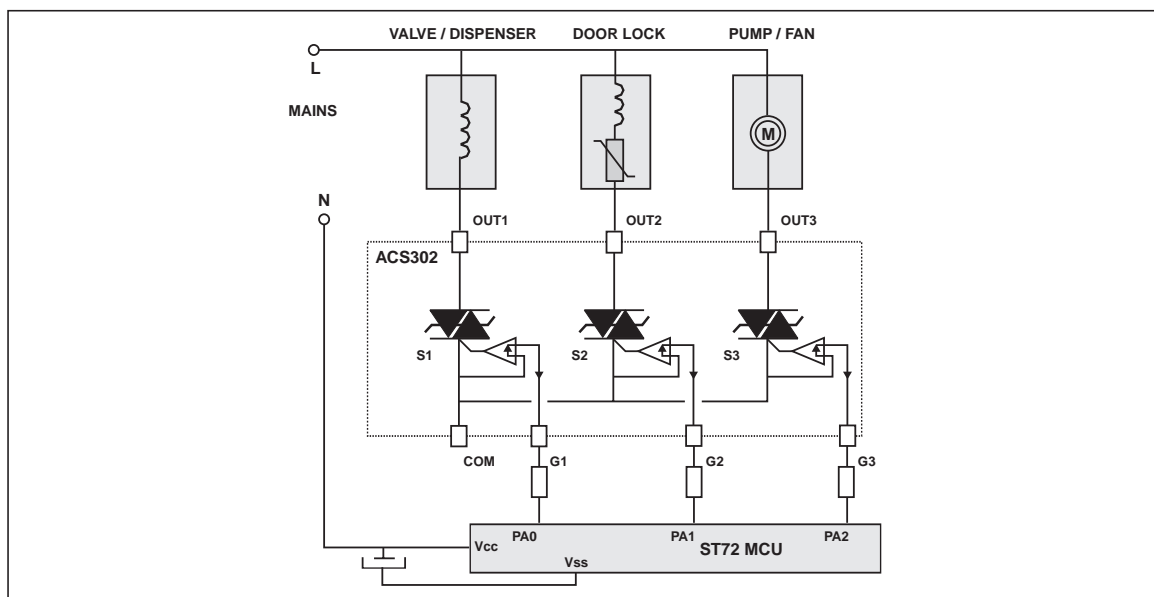 VALVE / DISPENSER
DOOR LOCK
PUMP / FAN
L
MAINS
M
N
OUT1
OUT2
OUT3
ACS302
S1
S2
S3
COM
G1
G2
G3
PA0
PA1
PA2
Vcc
ST72 MCU
Vss